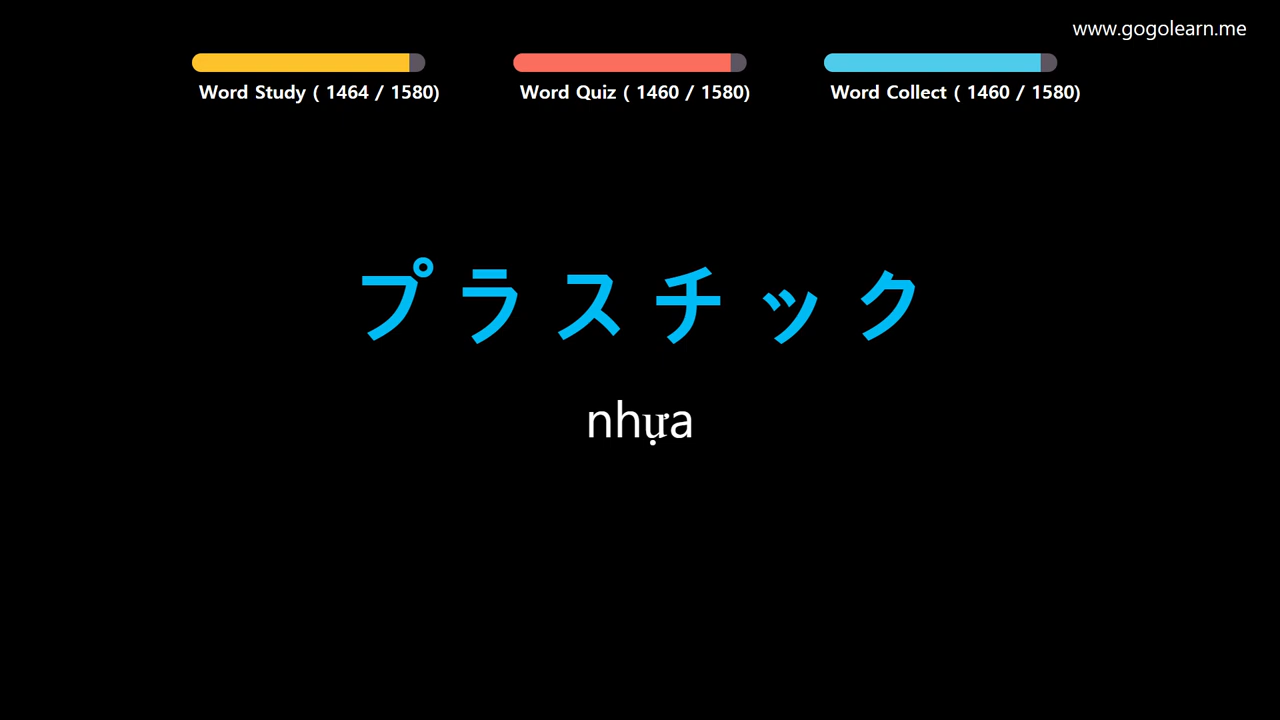 www.gogolearn.me
Word Study ( 1464 / 1580)
Word Quiz ( 1460 / 1580)
Word Collect ( 1460 / 1580)
プラスチック
nhựa